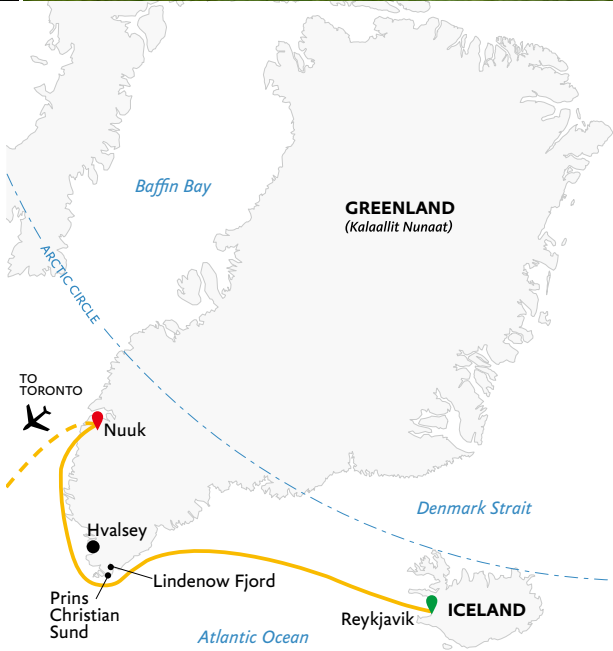 Baffin Bay
GREENLAND
(Kalaallit Nunaat)
ARCTIC CIRCLE
TO
TORONTO
Nuuk
Denmark Strait
Hvalsey
Lindenow Fjord
Prins
Christian
Sund
Reykjavik
ICELAND
Atlantic Ocean